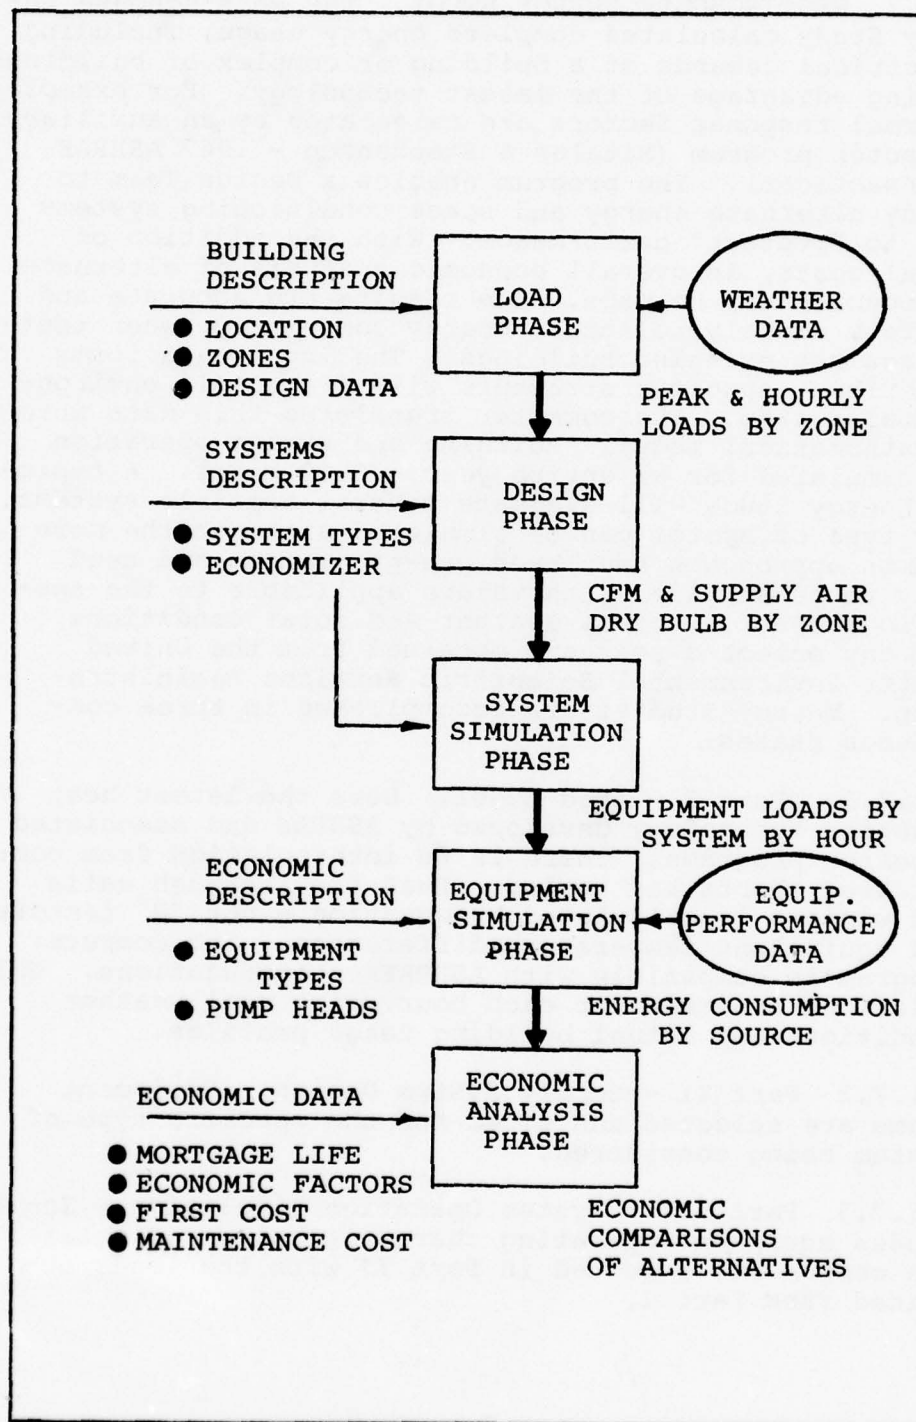 BUILDING
DESCRIPTION
● LOCATION
● ZONES
● DESIGN DATA
LOAD
PHASE
WEATHER
DATA
PEAK & HOURLY
LOADS BY ZONE
SYSTEMS
DESCRIPTION
● SYSTEM TYPES
● ECONOMIZER
DESIGN
PHASE
CFM & SUPPLY AIR
DRY BULB BY ZONE
SYSTEM
SIMULATION
PHASE
EQUIPMENT LOADS BY
SYSTEM BY HOUR
ECONOMIC
DESCRIPTION
● EQUIPMENT
TYPES
● PUMP HEADS
EQUIPMENT
SIMULATION
PHASE
EQUIP.
PERFORMANCE
DATA
ENERGY CONSUMPTION
BY SOURCE
ECONOMIC DATA
● MORTGAGE LIFE
● ECONOMIC FACTORS
● FIRST COST
● MAINTENANCE COST
ECONOMIC
ANALYSIS
PHASE
ECONOMIC
COMPARISONS
OF ALTERNATIVES